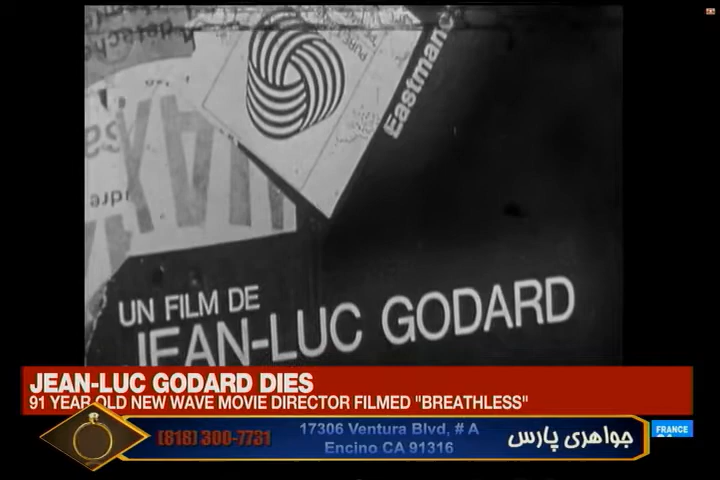 PURE
Eastman
UN FILM DE
JEAN-LUC GODARD
JEAN-LUC GODARD DIES
91 YEAR OLD NEW WAVE MOVIE DIRECTOR FILMED "BREATHLESS"
(818) 300-7731
17306 Ventura Blvd, # A
Encino CA 91316
جواهری پارس
FRANCE